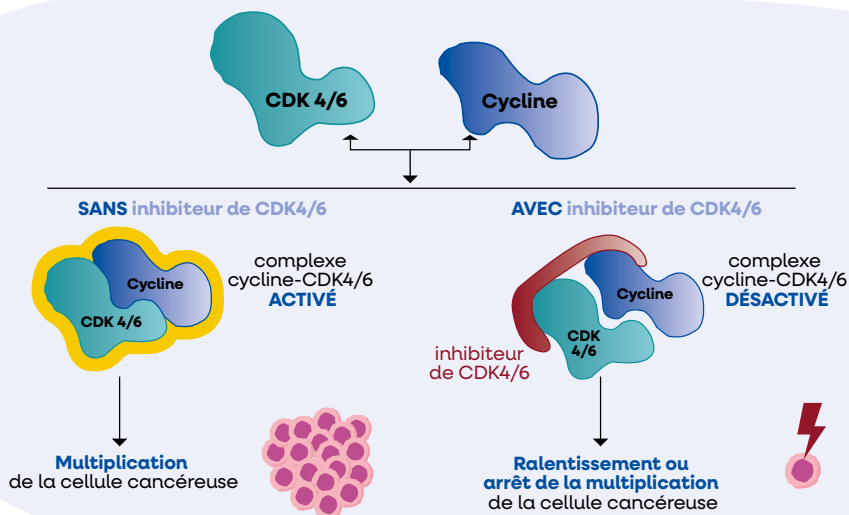 CDK 4/6
Cycline
SANS inhibiteur de CDK4/6
Cycline
CDK 4/6
complexe
cycline-CDK4/6
ACTIVÉ
Multiplication
de la cellule cancéreuse
AVEC inhibiteur de CDK4/6
Cycline
CDK
4/6
complexe
cycline-CDK4/6
DÉSACTIVÉ
inhibiteur
de CDK4/6
Ralentissement ou
arrêt de la multiplication
de la cellule cancéreuse